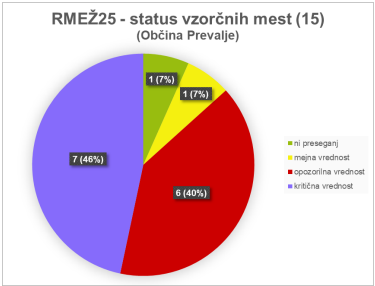 RMEŽ25 - status vzorčnih mest (15)
(Občina Prevalje)
1 (7%)
1 (7%)
7 (46%)
6 (40%)
ni preseganj
mejna vrednost
opozorilna vrednost
kritična vrednost